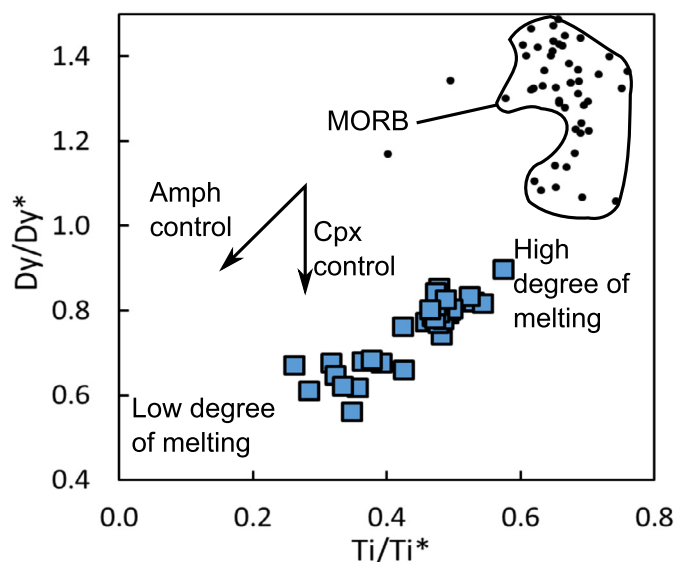 1.4
1.2
1.0
0.8
0.6
0.4
Dy/Dy*
MORB
Amph
control
Cpx
control
High
degree of
melting
Low degree
of melting
0.0
0.2
0.4
0.6
0.8
Ti/Ti*